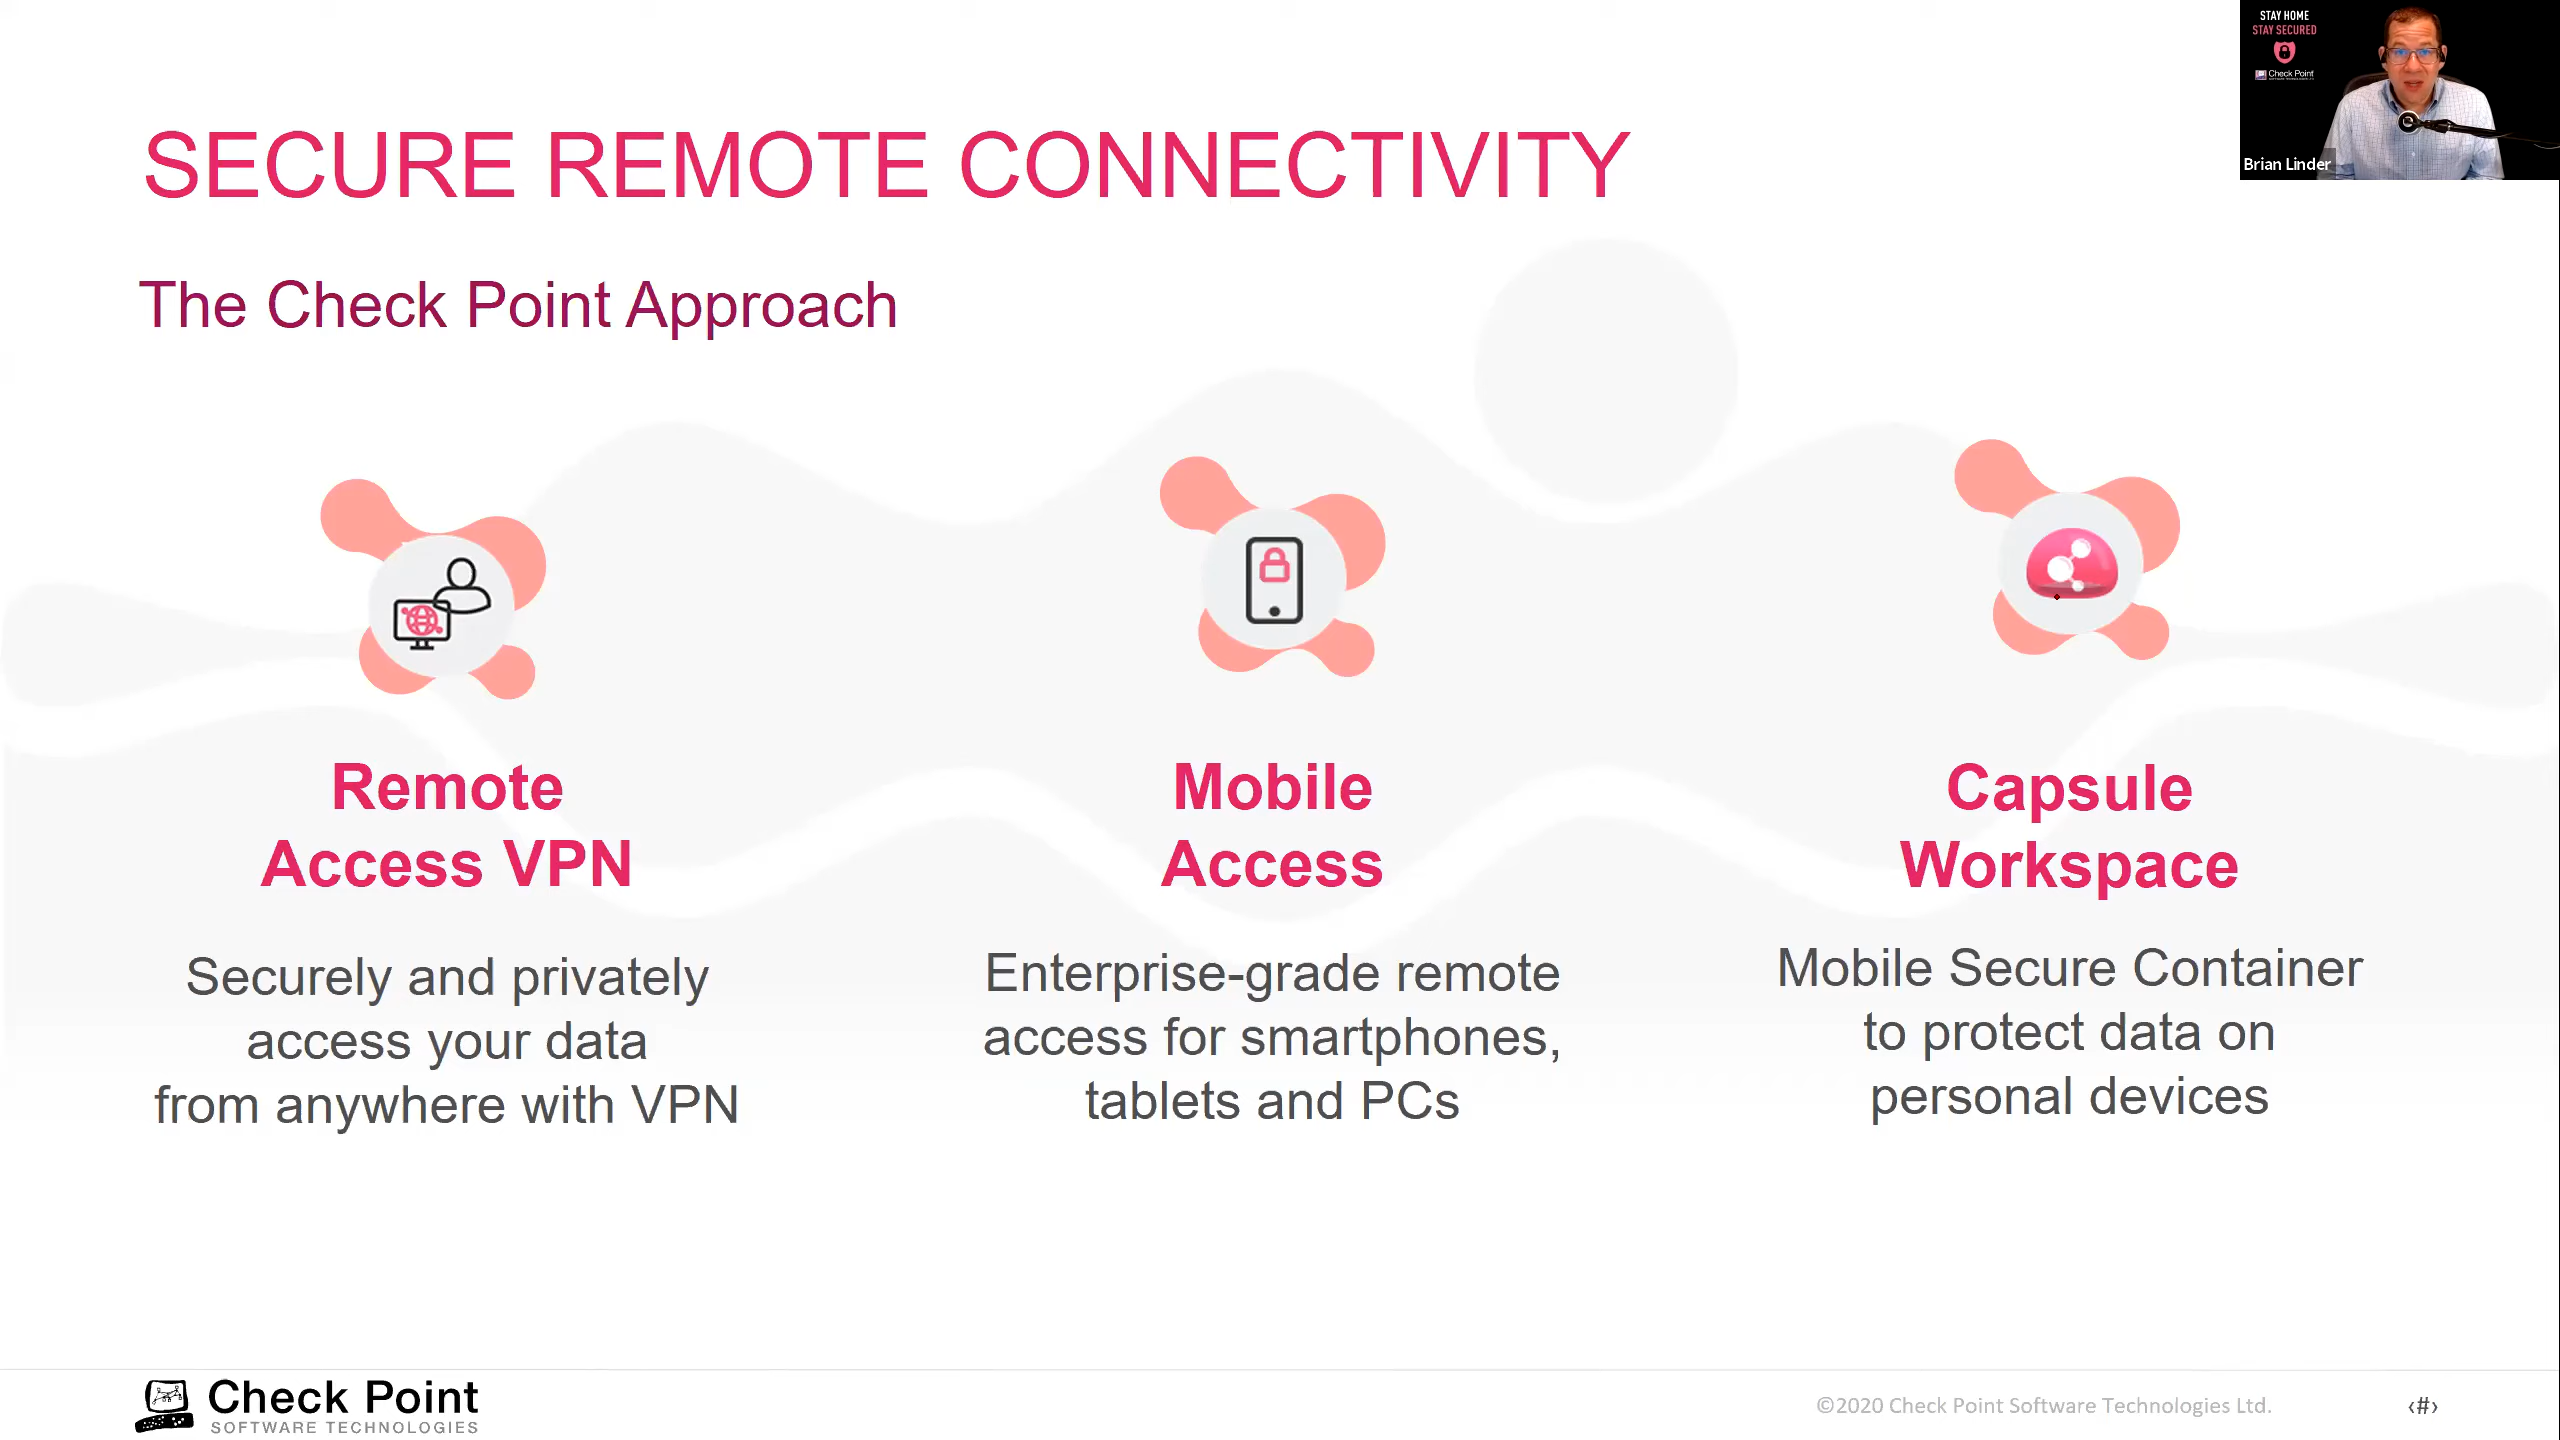 STAY HOME
STAY SECURED
Check Point
Brian Linder
SECURE REMOTE CONNECTIVITY
The Check Point Approach
Remote
Access VPN
Securely and privately
access your data
from anywhere with VPN
Mobile
Access
Enterprise-grade remote
access for smartphones,
tablets and PCs
Capsule
Workspace
Mobile Secure Container
to protect data on
personal devices
Check Point
SOFTWARE TECHNOLOGIES
©2020 Check Point Software Technologies Ltd.
‹#›